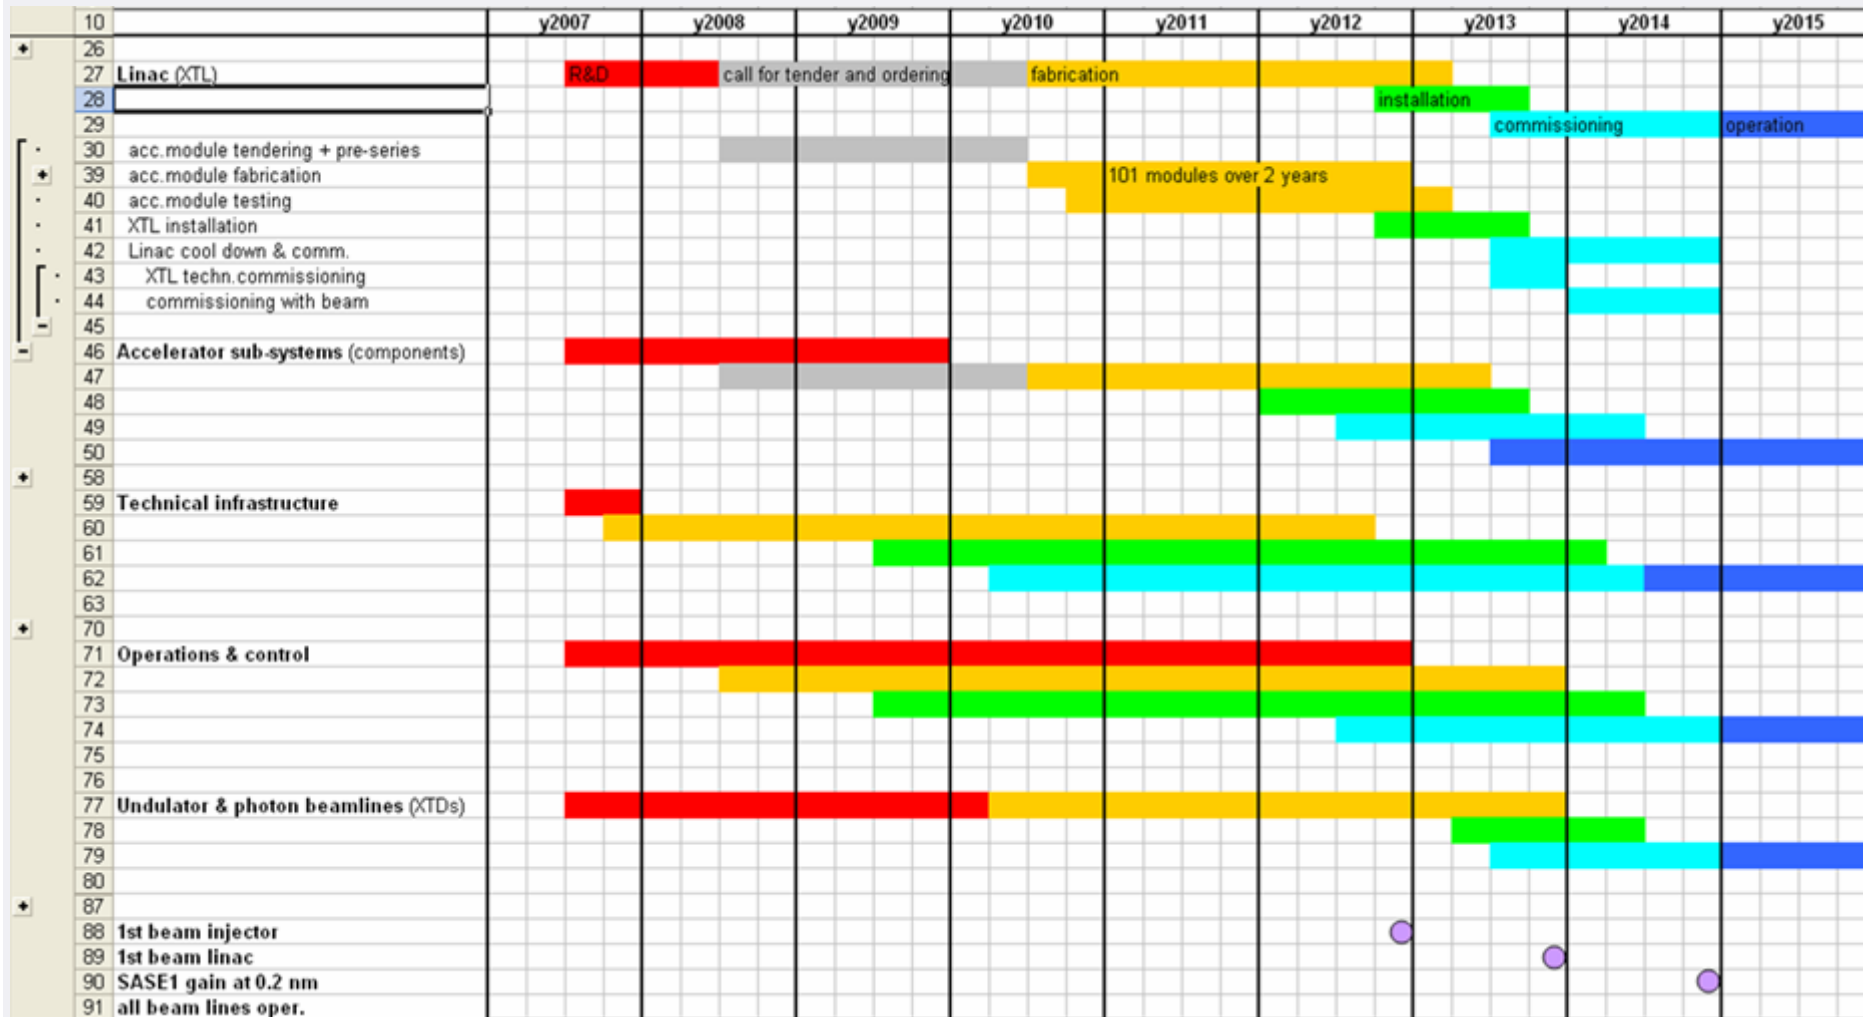 10 y2007 y2008 y2009 y2010 y2011 y2012 y2013 y2014 y2015
26
27 Linac (XTL) R&D call for tender and ordering fabrication
28 installation
29 commissioning operation
30 acc.module tendering + pre-series
39 acc.module fabrication 101 modules over 2 years
40 acc.module testing
41 XTL installation
42 Linac cool down & comm.
43 XTL techn.commissioning
44 commissioning with beam
45
46 Accelerator sub-systems (components)
47
48
49
50
58
59 Technical infrastructure
60
61
62
63
70
71 Operations & control
72
73
74
75
76
77 Undulator & photon beamlines (XTDs)
78
79
80
87
88 1st beam injector
89 1st beam linac
90 SASE1 gain at 0.2 nm
91 all beam lines oper.